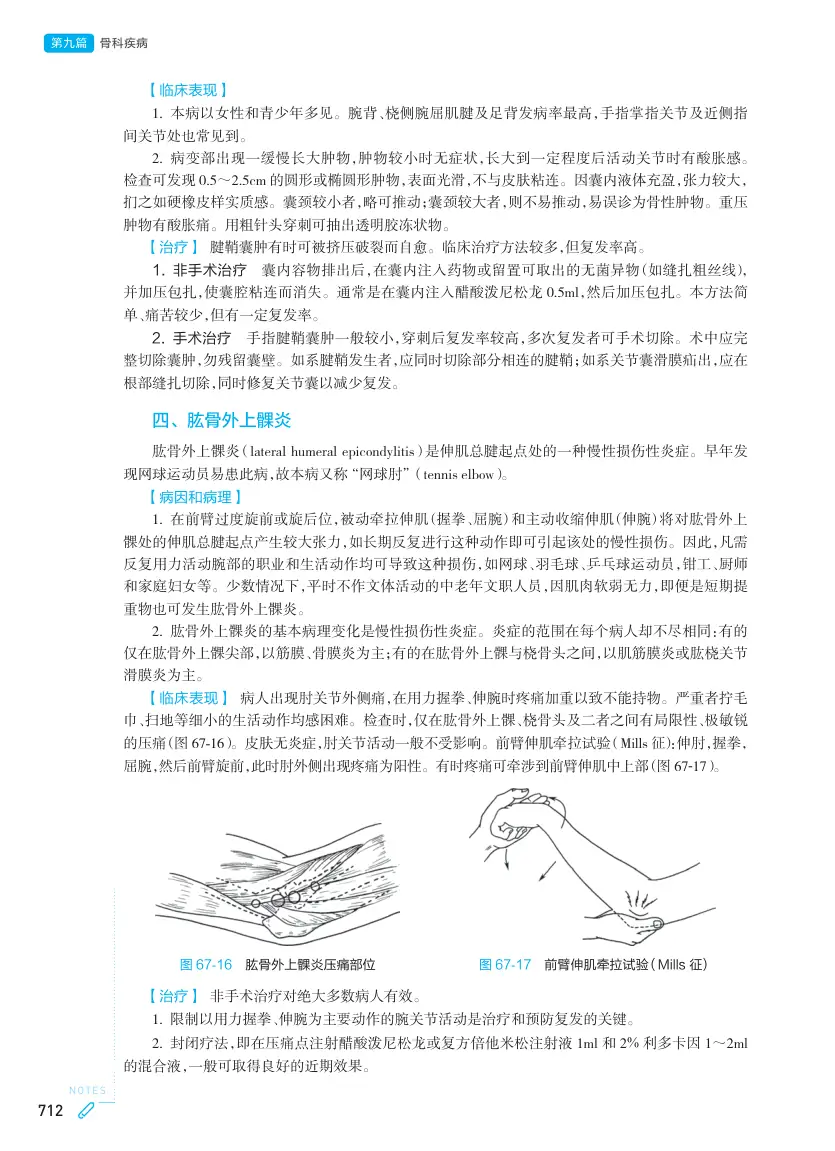 第九篇 骨科疾病
【临床表现】
1. 本病以女性和青少年多见。腕背、桡侧腕屈肌腱及足背发病率最高,手指掌指关节及近侧指
间关节处也常见到。
2. 病变部出现一缓慢长大肿物,肿物较小时无症状,长大到一定程度后活动关节时有酸胀感。
检查可发现 0.5～2.5cm 的圆形或椭圆形肿物,表面光滑,不与皮肤粘连。因囊内液体充盈,张力较大,
扪之如硬橡皮样实质感。囊颈较小者,略可推动;囊颈较大者,则不易推动,易误诊为骨性肿物。重压
肿物有酸胀痛。用粗针头穿刺可抽出透明胶冻状物。
【治疗】 腱鞘囊肿有时可被挤压破裂而自愈。临床治疗方法较多,但复发率高。
1. 非手术治疗 囊内容物排出后,在囊内注入药物或留置可取出的无菌异物(如缝扎粗丝线),
并加压包扎,使囊腔粘连而消失。通常是在囊内注入醋酸泼尼松龙 0.5ml,然后加压包扎。本方法简
单、痛苦较少,但有一定复发率。
2. 手术治疗 手指腱鞘囊肿一般较小,穿刺后复发率较高,多次复发者可手术切除。术中应完
整切除囊肿,勿残留囊壁。如系腱鞘发生者,应同时切除部分相连的腱鞘;如系关节囊滑膜疝出,应在
根部缝扎切除,同时修复关节囊以减少复发。
四、肱骨外上髁炎
肱骨外上髁炎(lateral humeral epicondylitis)是伸肌总腱起点处的一种慢性损伤性炎症。早年发
现网球运动员易患此病,故本病又称“网球肘”(tennis elbow)。
【病因和病理】
1. 在前臂过度旋前或旋后位,被动牵拉伸肌(握拳、屈腕)和主动收缩伸肌(伸腕)将对肱骨外上
髁处的伸肌总腱起点产生较大张力,如长期反复进行这种动作即可引起该处的慢性损伤。因此,凡需
反复用力活动腕部的职业和生活动作均可导致这种损伤,如网球、羽毛球、乒乓球运动员,钳工、厨师
和家庭妇女等。少数情况下,平时不作文体活动的中老年文职人员,因肌肉软弱无力,即便是短期提
重物也可发生肱骨外上髁炎。
2. 肱骨外上髁炎的基本病理变化是慢性损伤性炎症。炎症的范围在每个病人却不尽相同:有的
仅在肱骨外上髁尖部,以筋膜、骨膜炎为主;有的在肱骨外上髁与桡骨头之间,以肌筋膜炎或肱桡关节
滑膜炎为主。
【临床表现】 病人出现肘关节外侧痛,在用力握拳、伸腕时疼痛加重以致不能持物。严重者拧毛
巾、扫地等细小的生活动作均感困难。检查时,仅在肱骨外上髁、桡骨头及二者之间有局限性、极敏锐
的压痛(图 67-16)。皮肤无炎症,肘关节活动一般不受影响。前臂伸肌牵拉试验(Mills 征):伸肘,握拳,
屈腕,然后前臂旋前,此时肘外侧出现疼痛为阳性。有时疼痛可牵涉到前臂伸肌中上部(图 67-17)。
图 67-16 肱骨外上髁炎压痛部位
图 67-17 前臂伸肌牵拉试验(Mills 征)
【治疗】 非手术治疗对绝大多数病人有效。
1. 限制以用力握拳、伸腕为主要动作的腕关节活动是治疗和预防复发的关键。
2. 封闭疗法,即在压痛点注射醋酸泼尼松龙或复方倍他米松注射液 1ml 和 2% 利多卡因 1～2ml
的混合液,一般可取得良好的近期效果。
NOTES
712